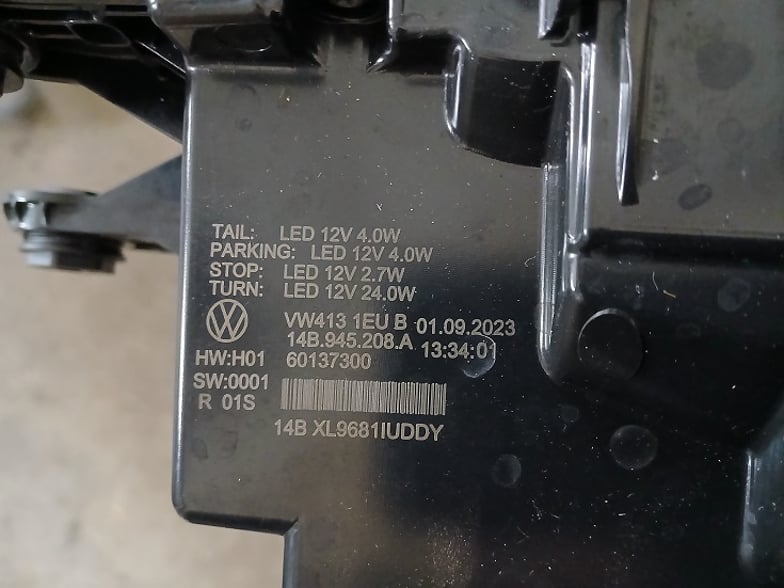 TAIL: LED 12V 4.0W
PARKING: LED 12V 4.0W
STOP: LED 12V 2.7W
TURN: LED 12V 24.0W
VW413 1EU B 01.09.2023
14B.945.208.A 13:34:01
HW:H01 60137300
SW:0001
R 01S
14B XL9681IUDDY